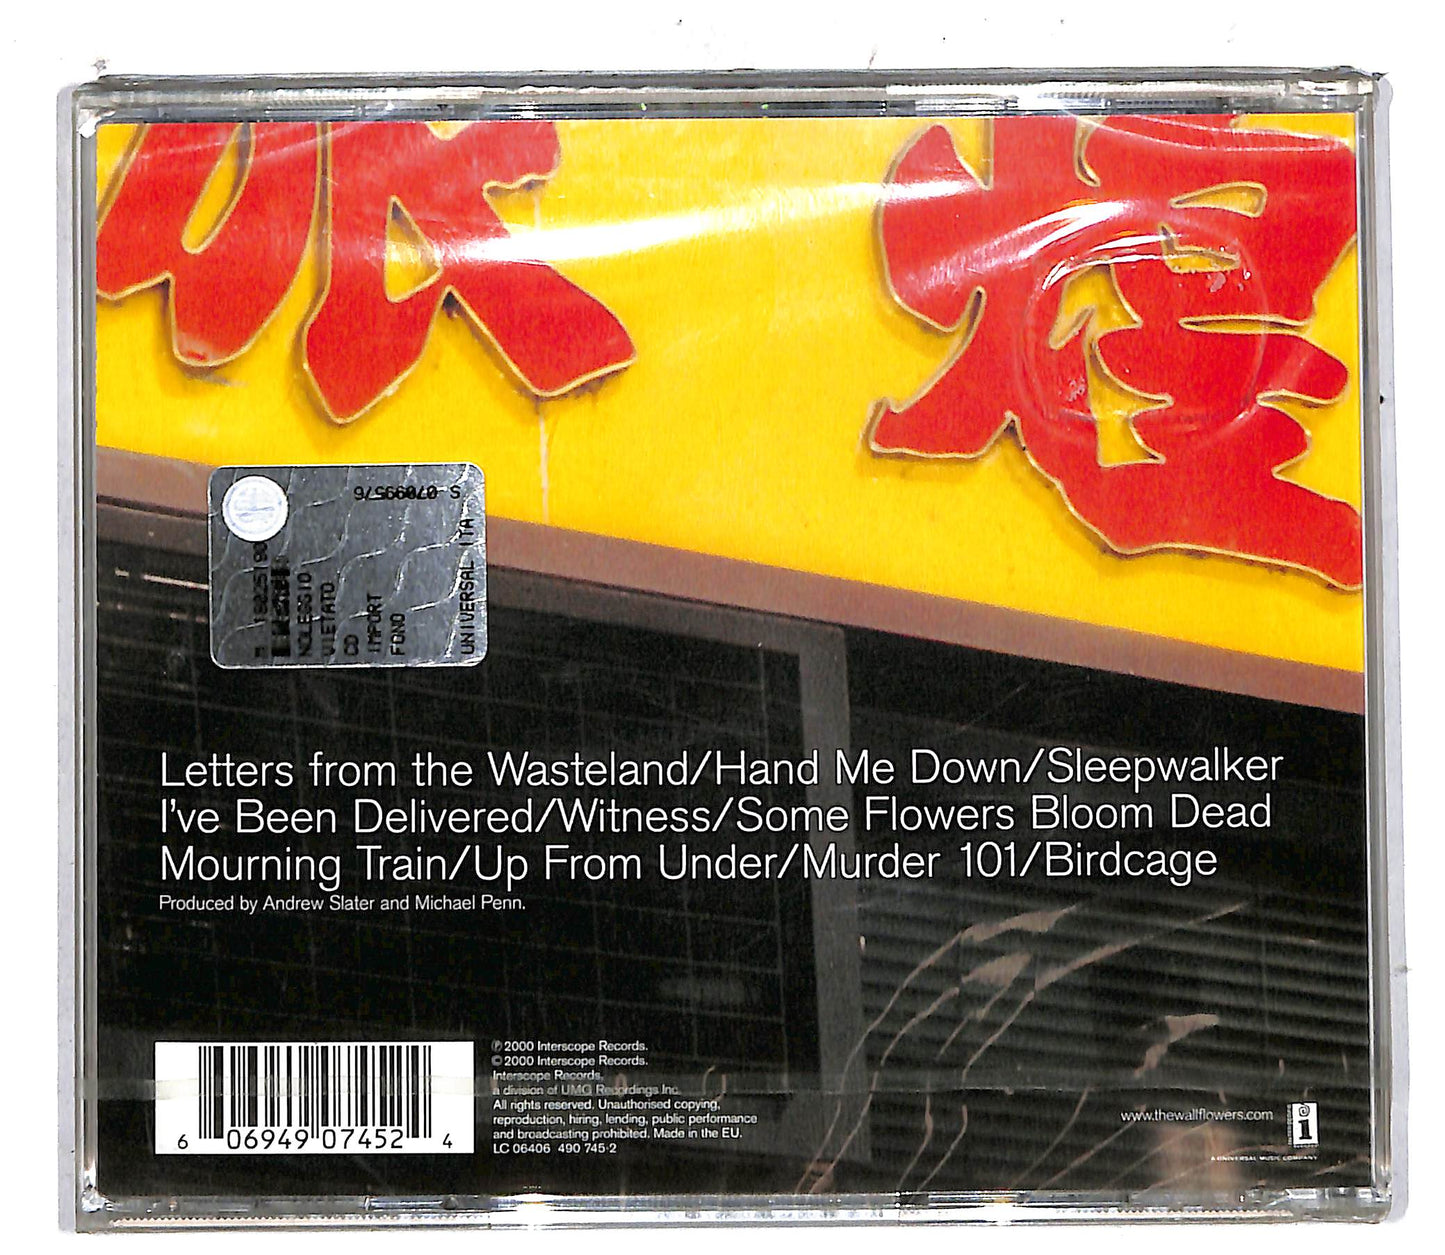 S 0709957/6
UNIVERSAL ITA
NOLEGGIO
VIETATO
CD
IMPORT
FONO
Letters from the Wasteland/Hand Me Down/Sleepwalker
I've Been Delivered/Witness/Some Flowers Bloom Dead
Mourning Train/Up From Under/Murder 101/Birdcage
Produced by Andrew Slater and Michael Penn.
6 06949 07452 4
℗ 2000 Interscope Records.
© 2000 Interscope Records.
Interscope Records,
a division of UMG Recordings Inc.
All rights reserved. Unauthorised copying,
reproduction, hiring, lending, public performance
and broadcasting prohibited. Made in the EU.
LC 06406 490 745-2
www.thewallflowers.com
i
A UNIVERSAL MUSIC COMPANY